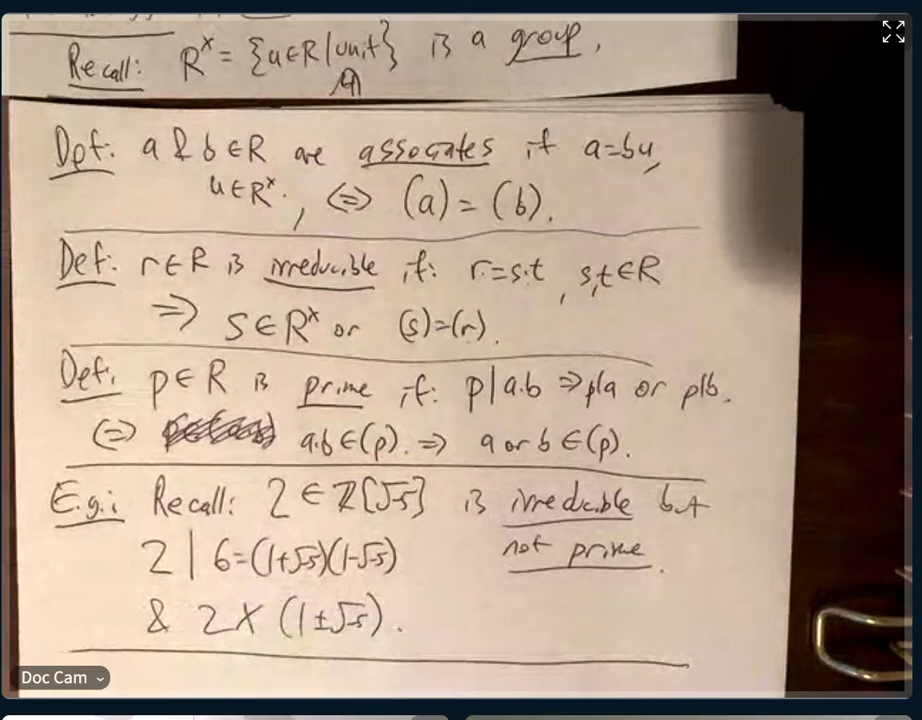 Recall: R^× = {u∈R | unit} is a group.
Def: a & b ∈ R are associates if a=bu,
u∈R^×, ⟺ (a) = (b).
Def: r∈R is irreducible if: r=s·t, s,t∈R
⟹ s∈R^× or (s)=(r).
Def: p∈R is prime if: p|a·b ⟹ p|a or p|b.
⟺ a·b∈(p) ⟹ a or b ∈(p).
E.g.: Recall: 2 ∈ ℤ[√-5] is irreducible but
2 | 6=(1+√-5)(1-√-5) not prime.
& 2∤(1±√-5).
Doc Cam